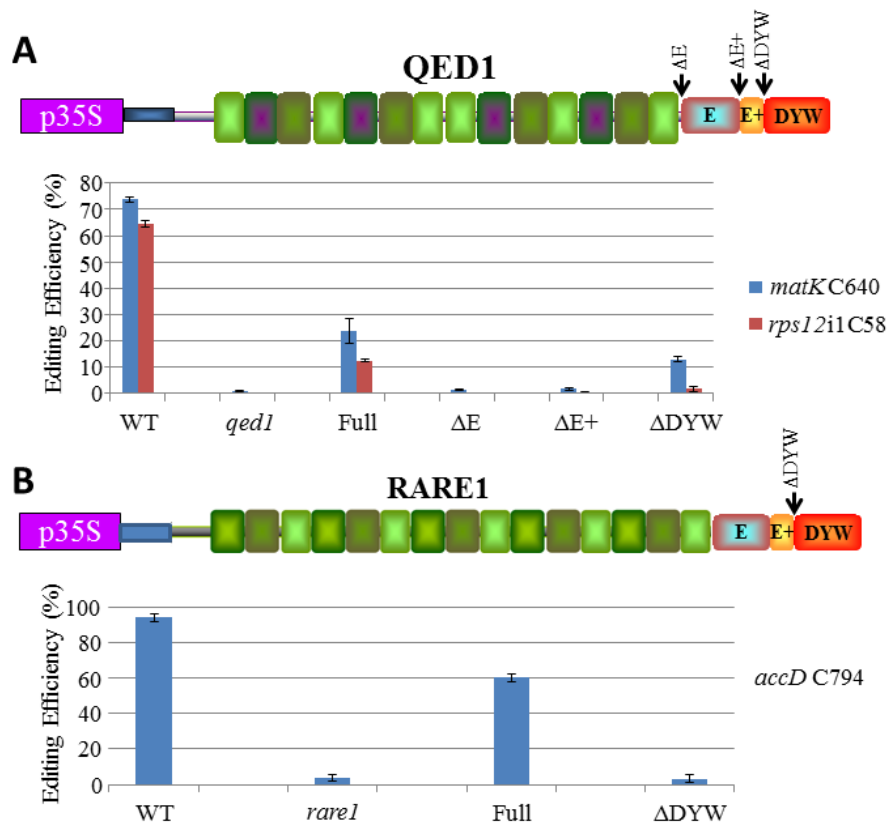 A
QED1
ΔE
ΔE+
ΔDYW
p35S
E
E+
DYW
Editing Efficiency (%)
80
70
60
50
40
30
20
10
0
WT
qed1
Full
ΔE
ΔE+
ΔDYW
matK C640
rps12i1C58
B
RARE1
ΔDYW
p35S
E
E+
DYW
Editing Efficiency (%)
100
80
60
40
20
0
WT
rare1
Full
ΔDYW
accD C794